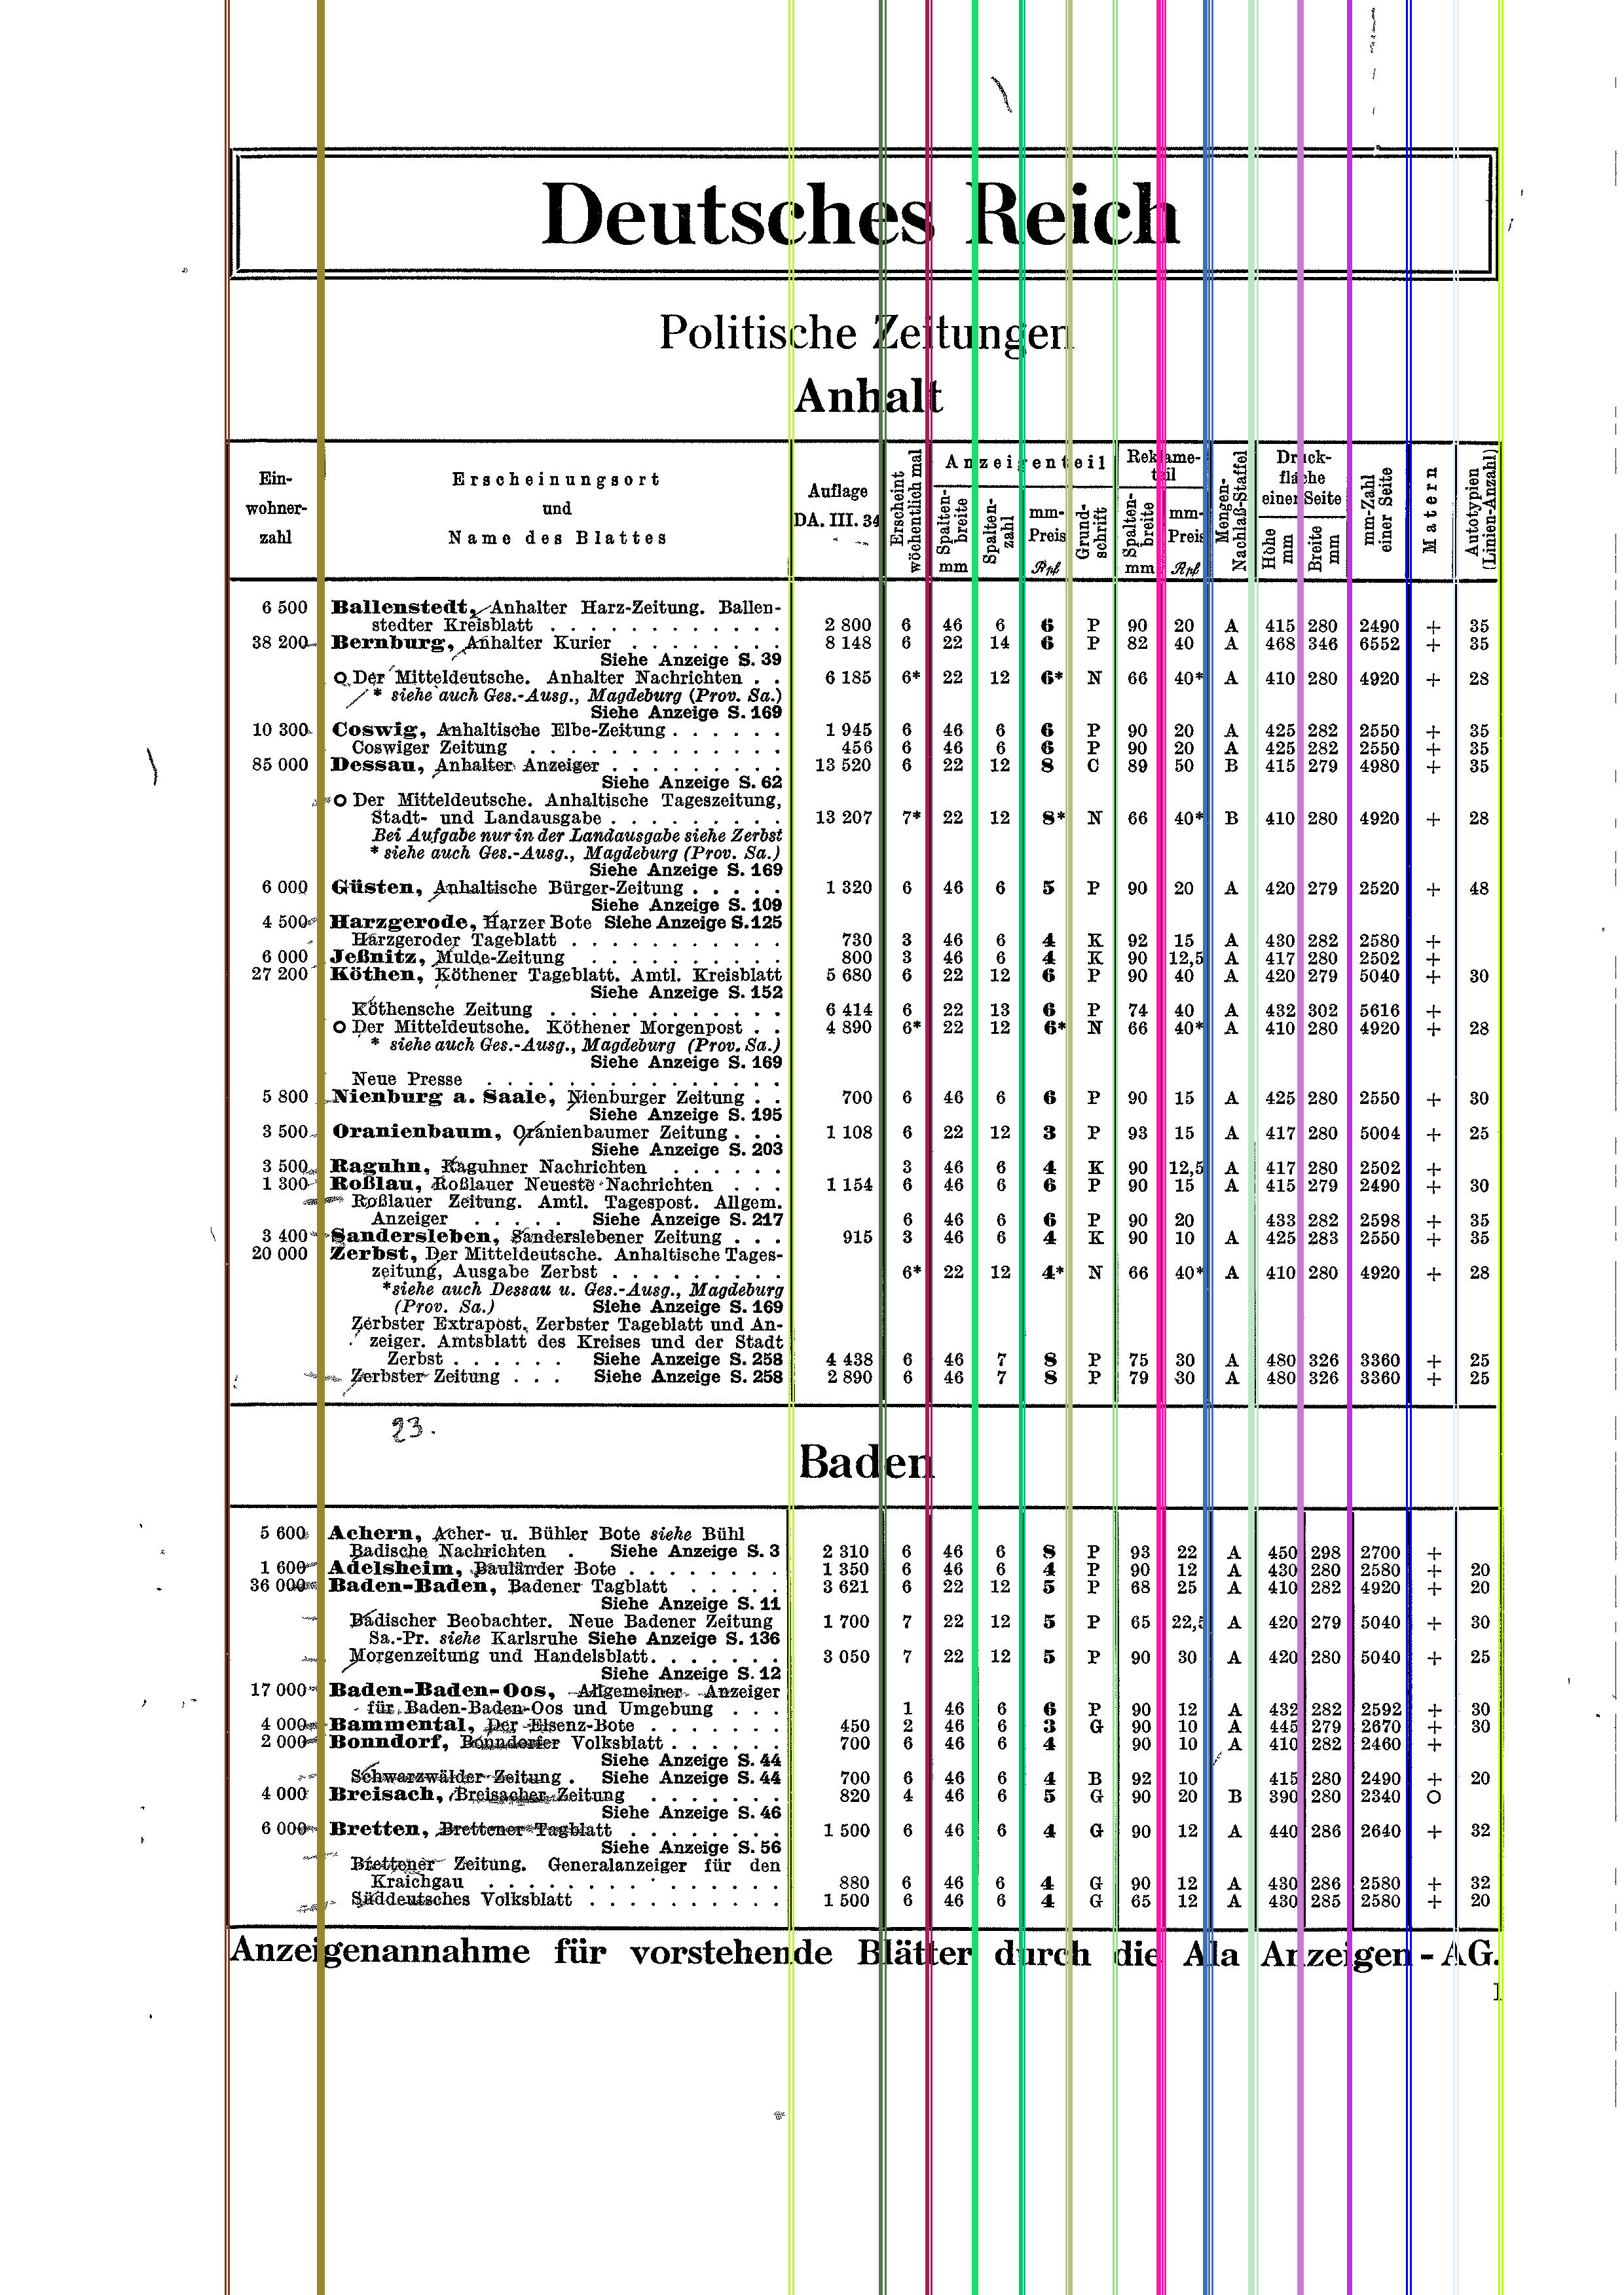 Deutsches Reich
Politische Zeitungen
Anhalt
Ein-wohner-zahl Erscheinungsort und Name des Blattes Auflage DA. III. 34 Erscheint wöchentlich mal Anzeigenteil Spalten-breite mm Spalten-zahl mm-Preis Rpf Grund-schrift Reklame-teil Spalten-breite mm mm-Preis Rpf Mengen-Nachlaß-Staffel Druck-fläche einer Seite Höhe mm Breite mm mm-Zahl einer Seite Matern Autotypien (Linien-Anzahl)
6 500 Ballenstedt, Anhalter Harz-Zeitung. Ballen-
stedter Kreisblatt . . . . . . . . . . . . 2 800 6 46 6 6 P 90 20 A 415 280 2490 + 35
38 200 Bernburg, Anhalter Kurier . . . . . . . . 8 148 6 22 14 6 P 82 40 A 468 346 6552 + 35
Siehe Anzeige S. 39
O Der Mitteldeutsche. Anhalter Nachrichten . . 6 185 6* 22 12 6* N 66 40* A 410 280 4920 + 28
* siehe auch Ges.-Ausg., Magdeburg (Prov. Sa.)
Siehe Anzeige S. 169
10 300 Coswig, Anhaltische Elbe-Zeitung . . . . . . 1 945 6 46 6 6 P 90 20 A 425 282 2550 + 35
Coswiger Zeitung . . . . . . . . . . . . . 456 6 46 6 6 P 90 20 A 425 282 2550 + 35
85 000 Dessau, Anhalter Anzeiger . . . . . . . . . 13 520 6 22 12 8 C 89 50 B 415 279 4980 + 35
Siehe Anzeige S. 62
O Der Mitteldeutsche. Anhaltische Tageszeitung,
Stadt- und Landausgabe . . . . . . . . . 13 207 7* 22 12 8* N 66 40* B 410 280 4920 + 28
Bei Aufgabe nur in der Landausgabe siehe Zerbst
* siehe auch Ges.-Ausg., Magdeburg (Prov. Sa.)
Siehe Anzeige S. 169
6 000 Güsten, Anhaltische Bürger-Zeitung . . . . . 1 320 6 46 6 5 P 90 20 A 420 279 2520 + 48
Siehe Anzeige S. 109
4 500 Harzgerode, Harzer Bote Siehe Anzeige S. 125
Harzgeroder Tageblatt . . . . . . . . . . . 730 3 46 6 4 K 92 15 A 430 282 2580 +
6 000 Jeßnitz, Mulde-Zeitung . . . . . . . . . . 800 3 46 6 4 K 90 12,5 A 417 280 2502 +
27 200 Köthen, Köthener Tageblatt. Amtl. Kreisblatt 5 680 6 22 12 6 P 90 40 A 420 279 5040 + 30
Siehe Anzeige S. 152
Köthensche Zeitung . . . . . . . . . . . . 6 414 6 22 13 6 P 74 40 A 432 302 5616 +
O Der Mitteldeutsche. Köthener Morgenpost . . 4 890 6* 22 12 6* N 66 40* A 410 280 4920 + 28
* siehe auch Ges.-Ausg., Magdeburg (Prov. Sa.)
Siehe Anzeige S. 169
Neue Presse . . . . . . . . . . . . . . .
5 800 Nienburg a. Saale, Nienburger Zeitung . . 700 6 46 6 6 P 90 15 A 425 280 2550 + 30
Siehe Anzeige S. 195
3 500 Oranienbaum, Oranienbaumer Zeitung . . . 1 108 6 22 12 3 P 93 15 A 417 280 5004 + 25
Siehe Anzeige S. 203
3 500 Raguhn, Raguhner Nachrichten . . . . . . 3 46 6 4 K 90 12,5 A 417 280 2502 +
1 300 Roßlau, Roßlauer Neueste Nachrichten . . . 1 154 6 46 6 6 P 90 15 A 415 279 2490 + 30
Roßlauer Zeitung. Amtl. Tagespost. Allgem.
Anzeiger . . . . . Siehe Anzeige S. 217 6 46 6 6 P 90 20 433 282 2598 + 35
3 400 Sandersleben, Sanderslebener Zeitung . . . 915 3 46 6 4 K 90 10 A 425 283 2550 + 35
20 000 Zerbst, Der Mitteldeutsche. Anhaltische Tages-
zeitung, Ausgabe Zerbst . . . . . . . . . 6* 22 12 4* N 66 40* A 410 280 4920 + 28
*siehe auch Dessau u. Ges.-Ausg., Magdeburg
(Prov. Sa.) Siehe Anzeige S. 169
Zerbster Extrapost. Zerbster Tageblatt und An-
zeiger. Amtsblatt des Kreises und der Stadt
Zerbst . . . . . . Siehe Anzeige S. 258 4 438 6 46 7 8 P 75 30 A 480 326 3360 + 25
Zerbster Zeitung . . . Siehe Anzeige S. 258 2 890 6 46 7 8 P 79 30 A 480 326 3360 + 25
23.
Baden
5 600 Achern, Acher- u. Bühler Bote siehe Bühl
Badische Nachrichten . Siehe Anzeige S. 3 2 310 6 46 6 8 P 93 22 A 450 298 2700 +
1 600 Adelsheim, Bauländer Bote . . . . . . . . 1 350 6 46 6 4 P 90 12 A 430 280 2580 + 20
36 000 Baden-Baden, Badener Tagblatt . . . . . 3 621 6 22 12 5 P 68 25 A 410 282 4920 + 20
Siehe Anzeige S. 11
Badischer Beobachter. Neue Badener Zeitung 1 700 7 22 12 5 P 65 22,5 A 420 279 5040 + 30
Sa.-Pr. siehe Karlsruhe Siehe Anzeige S. 136
Morgenzeitung und Handelsblatt . . . . . . . 3 050 7 22 12 5 P 90 30 A 420 280 5040 + 25
Siehe Anzeige S. 12
17 000 Baden-Baden-Oos, Allgemeiner Anzeiger
für Baden-Baden-Oos und Umgebung . . . 1 46 6 6 P 90 12 A 432 282 2592 + 30
4 000 Bammental, Der Elsenz-Bote . . . . . . . 450 2 46 6 3 G 90 10 A 445 279 2670 + 30
2 000 Bonndorf, Bonndorfer Volksblatt . . . . . . 700 6 46 6 4 90 10 A 410 282 2460 +
Siehe Anzeige S. 44
Schwarzwälder Zeitung . Siehe Anzeige S. 44 700 6 46 6 4 B 92 10 415 280 2490 + 20
4 000 Breisach, Breisacher Zeitung . . . . . . . 820 4 46 6 5 G 90 20 B 390 280 2340 O
Siehe Anzeige S. 46
6 000 Bretten, Brettener Tagblatt . . . . . . . . 1 500 6 46 6 4 G 90 12 A 440 286 2640 + 32
Siehe Anzeige S. 56
Brettener Zeitung. Generalanzeiger für den
Kraichgau . . . . . . . . . . . . . . . 880 6 46 6 4 G 90 12 A 430 286 2580 + 32
Süddeutsches Volksblatt . . . . . . . . . . 1 500 6 46 6 4 G 65 12 A 430 285 2580 + 20
Anzeigenannahme für vorstehende Blätter durch die Ala Anzeigen-AG.
1